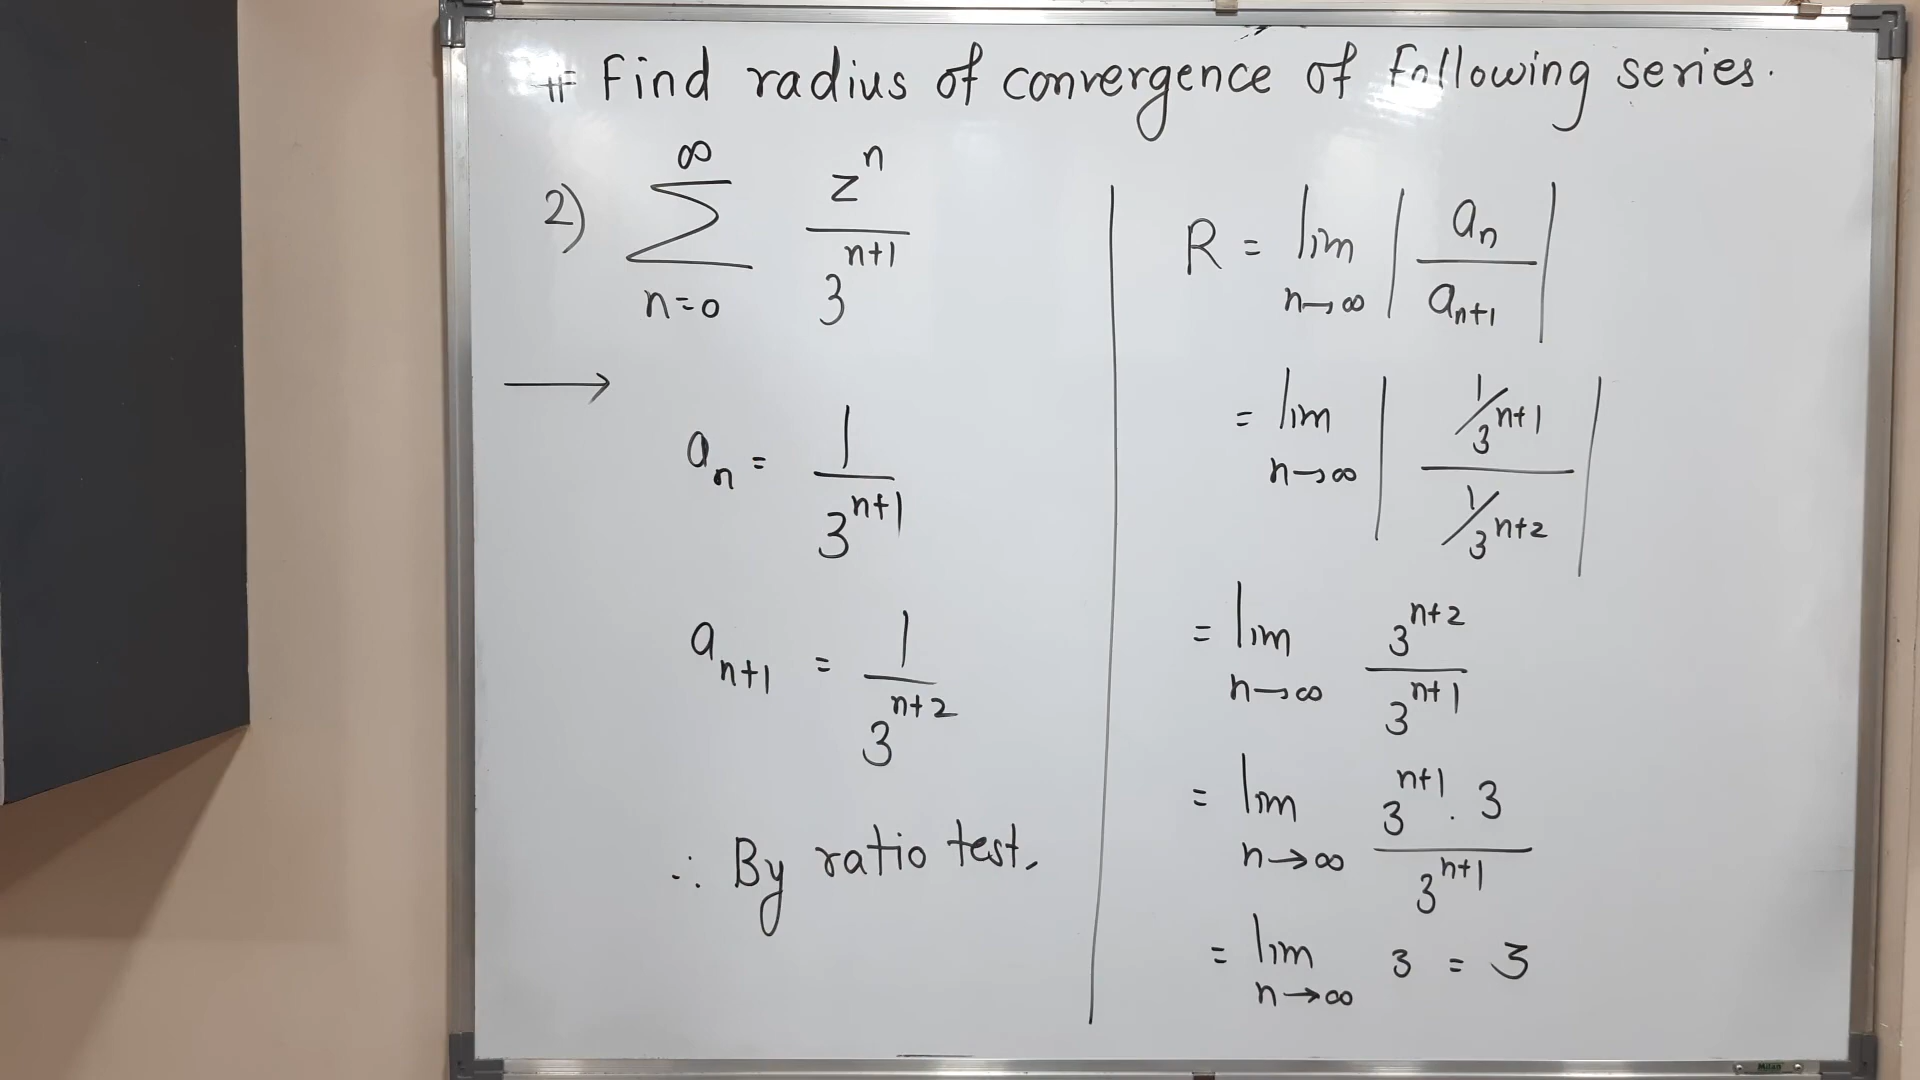 # Find radius of convergence of following series.
2) ∑_{n=0}^{∞} z^n / 3^{n+1}
→
a_n = 1 / 3^{n+1}
a_{n+1} = 1 / 3^{n+2}
∴ By ratio test,
R = lim_{n→∞} | a_n / a_{n+1} |
= lim_{n→∞} | (1/3^{n+1}) / (1/3^{n+2}) |
= lim_{n→∞} 3^{n+2} / 3^{n+1}
= lim_{n→∞} 3^{n+1} . 3 / 3^{n+1}
= lim_{n→∞} 3 = 3
Milan